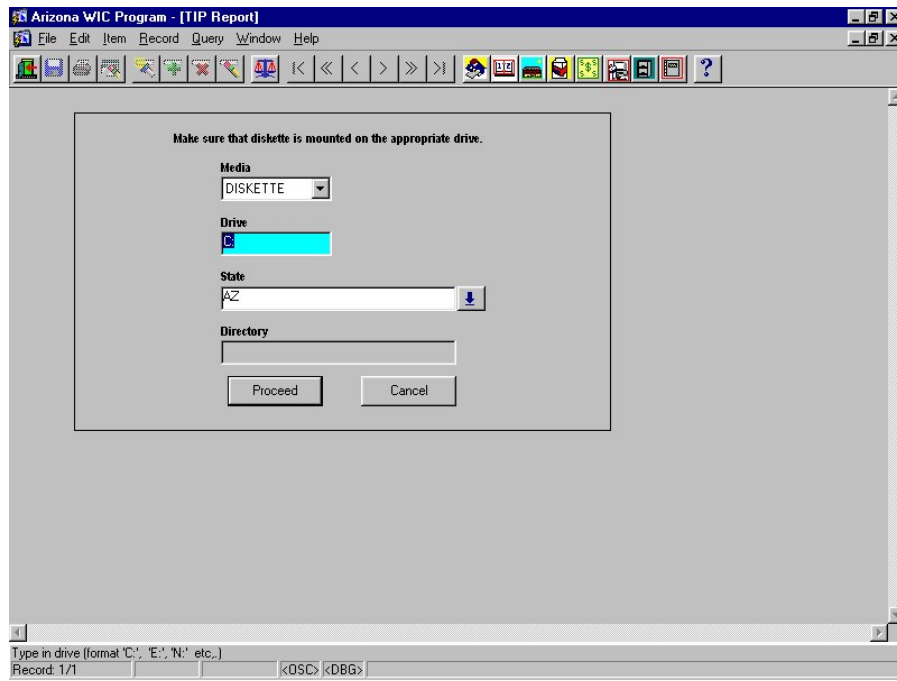 Arizona WIC Program - [TIP Report]
File Edit Item Record Query Window Help
Make sure that diskette is mounted on the appropriate drive.
Media
DISKETTE
Drive
C:
State
AZ
Directory
Proceed Cancel
Type in drive (format 'C:', 'E:', 'N:' etc,.)
Record: 1/1 <OSC> <DBG>